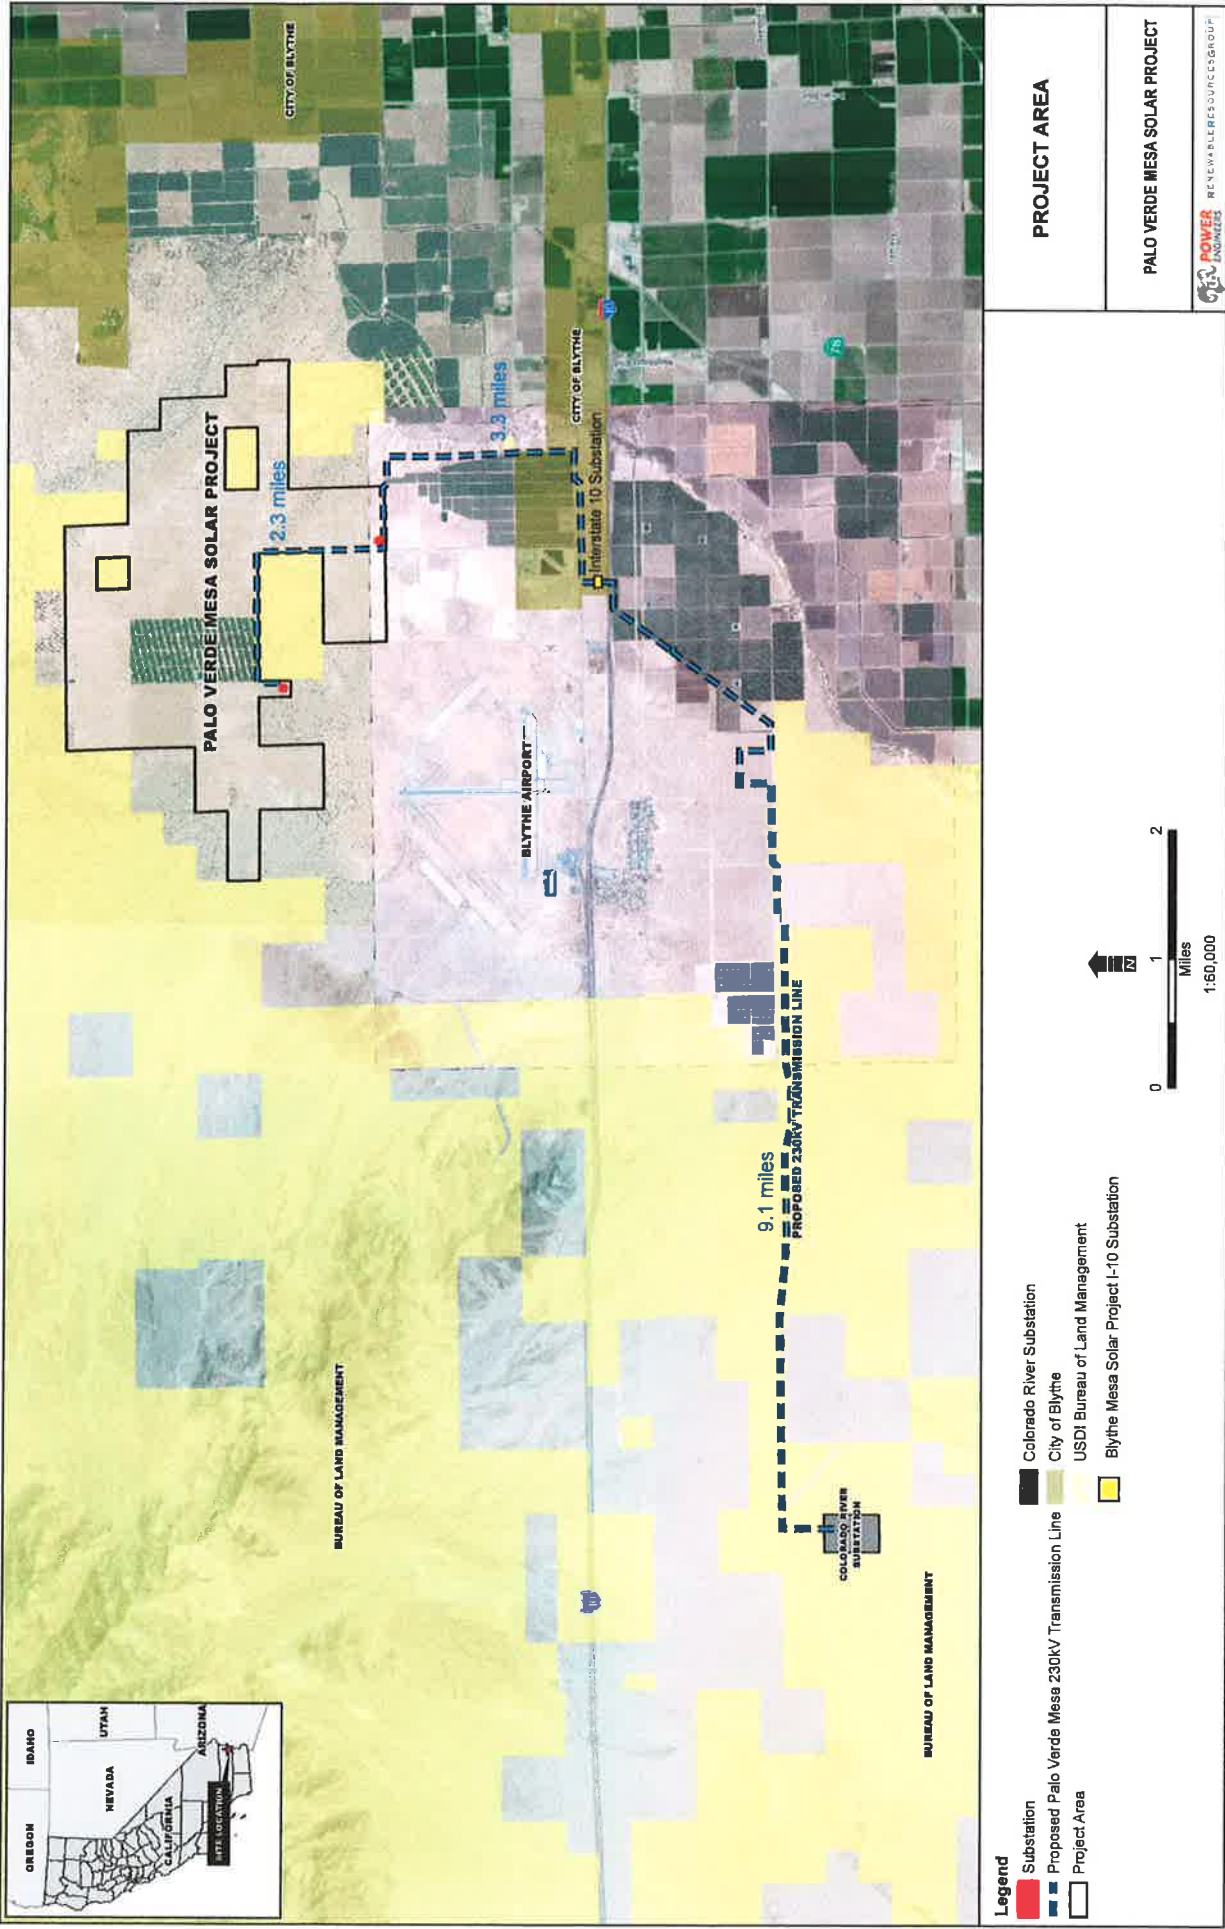 OREGON
IDAHO
NEVADA
UTAH
CALIFORNIA
ARIZONA
SITE LOCATION
CITY OF BLYTHE
PALO VERDE MESA SOLAR PROJECT
2.3 miles
3.3 miles
BUREAU OF LAND MANAGEMENT
BLYTHE AIRPORT
CITY OF BLYTHE
10
10
Interstate 10 Substation
9.1 miles
PROPOSED 230kV TRANSMISSION LINE
78
COLORADO RIVER
SUBSTATION
BUREAU OF LAND MANAGEMENT
Legend
Substation
Proposed Palo Verde Mesa 230kV Transmission Line
Project Area
Colorado River Substation
City of Blythe
USDI Bureau of Land Management
Blythe Mesa Solar Project I-10 Substation
N
0 1 2
Miles
1:60,000
PROJECT AREA
PALO VERDE MESA SOLAR PROJECT
POWER
ENGINEERS
RENEWABLE RESOURCES GROUP